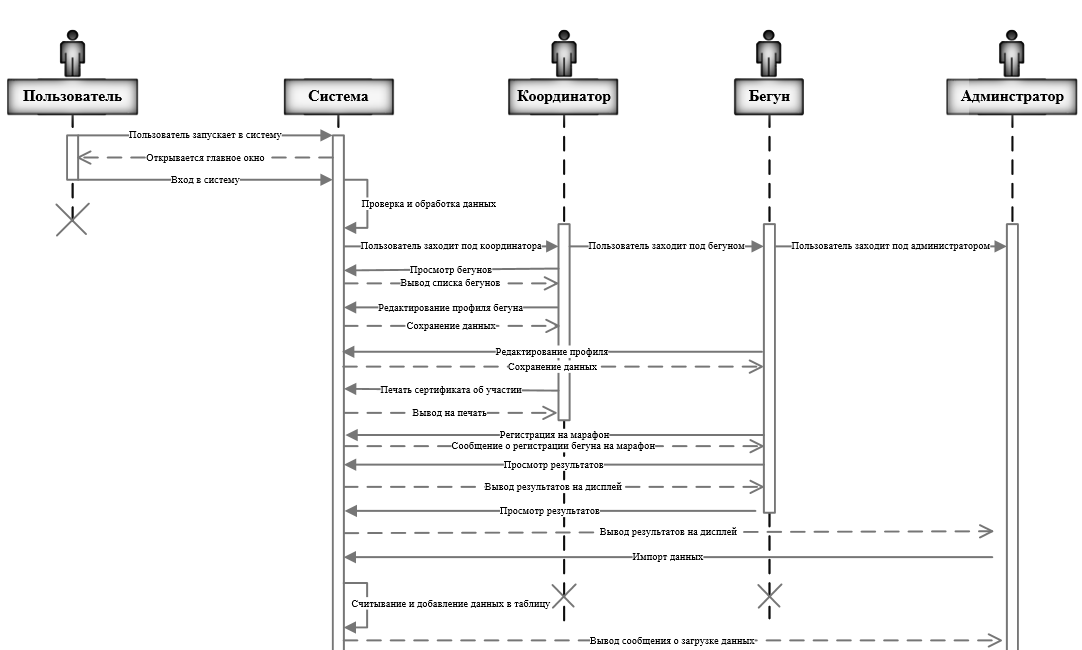 Пользователь
Система
Координатор
Бегун
Админстратор
Пользователь запускает в систему
Открывается главное окно
Вход в систему
Проверка и обработка данных
Пользователь заходит под координатора
Пользователь заходит под бегуном
Пользователь заходит под администратором
Просмотр бегунов
Вывод списка бегунов
Редактирование профиля бегуна
Сохранение данных
Редактирование профиля
Сохранение данных
Печать сертификата об участии
Вывод на печать
Регистрация на марафон
Сообщение о регистрации бегуна на марафон
Просмотр результатов
Вывод результатов на дисплей
Просмотр результатов
Вывод результатов на дисплей
Импорт данных
Считывание и добавление данных в таблицу
Вывод сообщения о загрузке данных